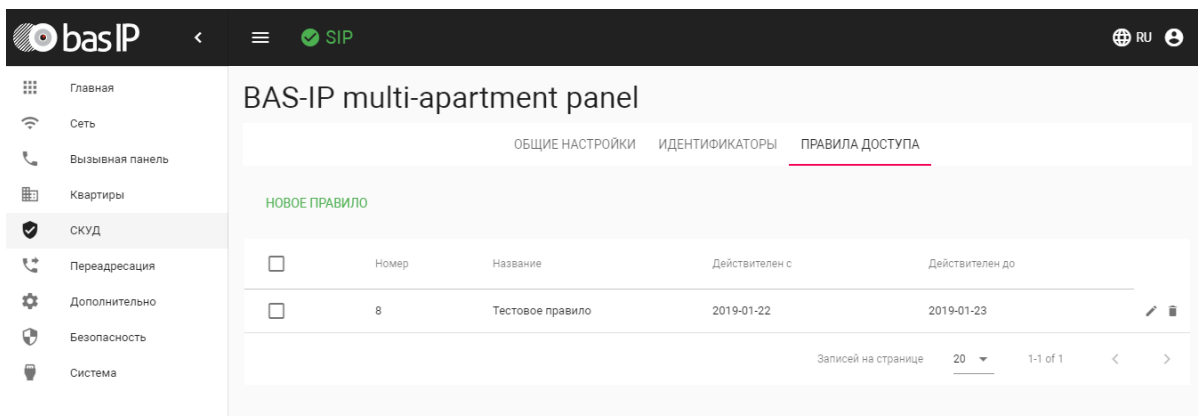 bas IP
SIP
RU
Главная
Сеть
Вызывная панель
Квартиры
СКУД
Переадресация
Дополнительно
Безопасность
Система
BAS-IP multi-apartment panel
ОБЩИЕ НАСТРОЙКИ ИДЕНТИФИКАТОРЫ ПРАВИЛА ДОСТУПА
НОВОЕ ПРАВИЛО
Номер Название Действителен с Действителен до
8 Тестовое правило 2019-01-22 2019-01-23
Записей на странице 20 1-1 of 1